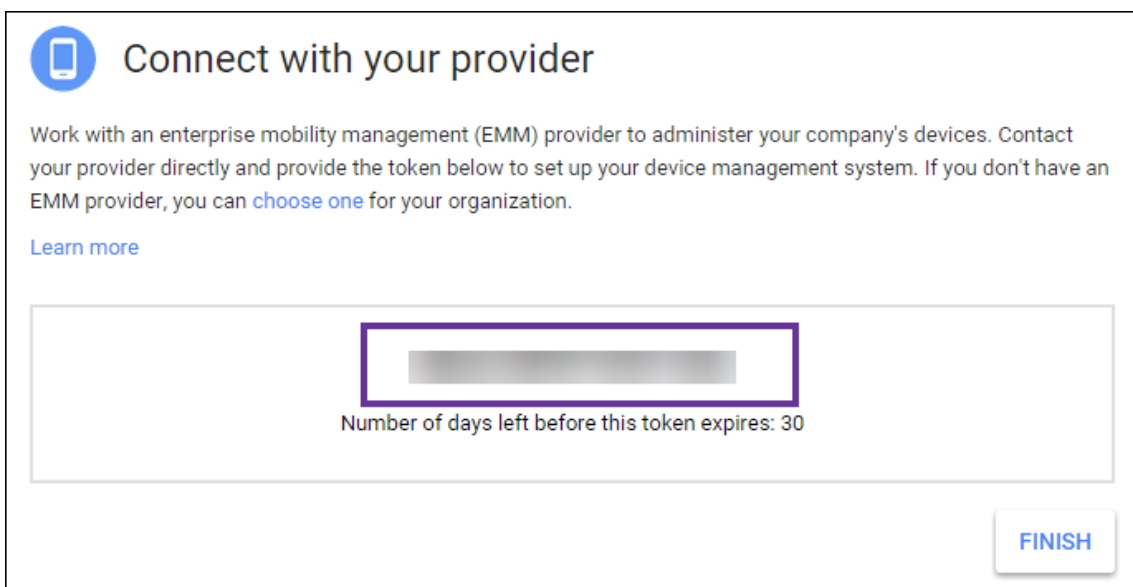 Connect with your provider
Work with an enterprise mobility management (EMM) provider to administer your company's devices. Contact
your provider directly and provide the token below to set up your device management system. If you don't have an
EMM provider, you can choose one for your organization.
Learn more
Number of days left before this token expires: 30
FINISH